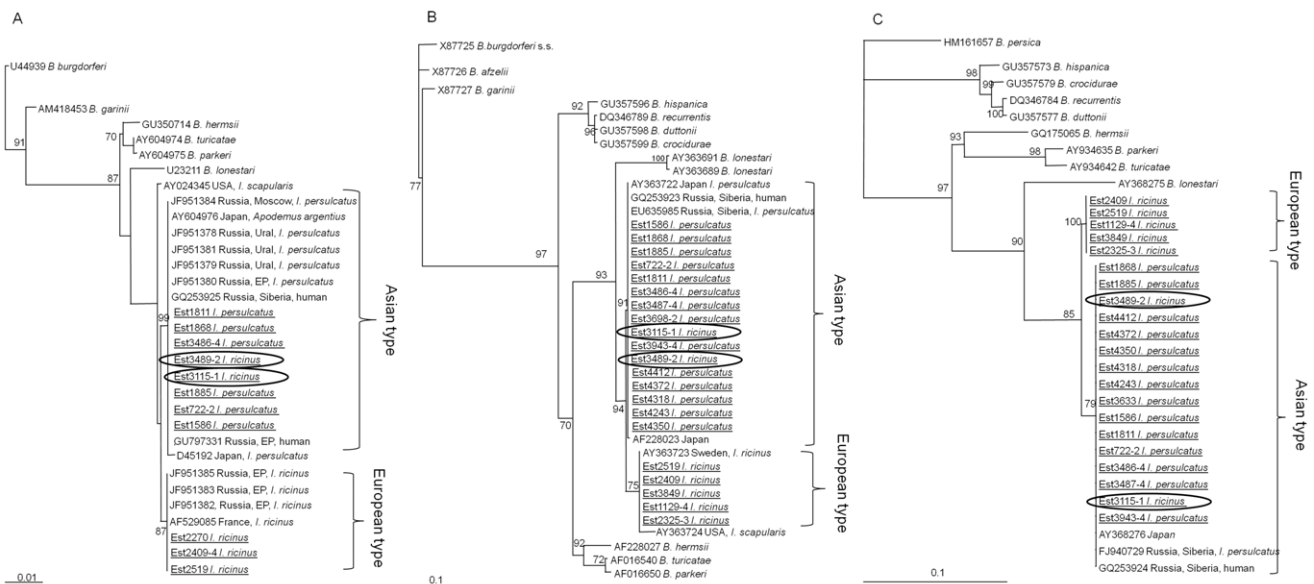 A
U44939 B burgdorferi
AM418453 B. garinii
91
GU350714 B. hermsii
70
AY604974 B. turicatae
AY604975 B. parkeri
87
U23211 B. lonestari
AY024345 USA, I. scapularis
JF951384 Russia, Moscow, I. persulcatus
AY604976 Japan, Apodemus argentius
JF951378 Russia, Ural, I. persulcatus
JF951381 Russia, Ural, I. persulcatus
JF951379 Russia, Ural, I. persulcatus
JF951380 Russia, EP, I. persulcatus
GQ253925 Russia, Siberia, human
99
Est1811 I. persulcatus
Est1868 I. persulcatus
Est3486-4 I. persulcatus
Est3489-2 I. ricinus
Est3115-1 I. ricinus
Est1885 I. persulcatus
Est722-2 I. persulcatus
Est1586 I. persulcatus
GU797331 Russia, EP, human
D45192 Japan, I. persulcatus
Asian type
JF951385 Russia, EP, I. ricinus
JF951383 Russia, EP, I. ricinus
JF951382, Russia, EP, I. ricinus
AF529085 France, I. ricinus
87
Est2270 I. ricinus
Est2409-4 I. ricinus
Est2519 I. ricinus
European type
0.01
B
X87725 B.burgdorferi s.s.
X87726 B. afzelii
X87727 B. garinii
77
92
GU357596 B. hispanica
DQ346789 B. recurrentis
96
GU357598 B. duttonii
GU357599 B. crocidurae
97
100
AY363691 B. lonestari
AY363689 B. lonestari
93
AY363722 Japan I. persulcatus
GQ253923 Russia, Siberia, human
EU635985 Russia, Siberia, I. persulcatus
Est1586 I. persulcatus
Est1868 I. persulcatus
Est1885 I. persulcatus
Est722-2 I. persulcatus
Est1811 I. persulcatus
Est3486-4 I. persulcatus
91
Est3487-4 I. persulcatus
Est3698-2 I. persulcatus
Est3115-1 I. ricinus
Est3943-4 I. persulcatus
Est3489-2 I. ricinus
Est4412 I. persulcatus
Est4372 I. persulcatus
Est4318 I. persulcatus
94
Est4243 I. persulcatus
Est4350 I. persulcatus
AF228023 Japan
Asian type
70
AY363723 Sweden, I. ricinus
Est2519 I. ricinus
Est2409 I. ricinus
75
Est3849 I. ricinus
Est1129-4 I. ricinus
Est2325-3 I. ricinus
AY363724 USA, I. scapularis
European type
92
AF228027 B. hermsii
72
AF016540 B. turicatae
AF016650 B. parkeri
0.1
C
HM161657 B. persica
GU357573 B. hispanica
98
GU357579 B. crocidurae
99
DQ346784 B. recurrentis
100
GU357577 B. duttonii
GQ175065 B. hermsii
93
AY934635 B. parkeri
98
AY934642 B. turicatae
97
AY368275 B. lonestari
90
Est2409 I. ricinus
Est2519 I. ricinus
100
Est1129-4 I. ricinus
Est3849 I. ricinus
Est2325-3 I. ricinus
European type
85
Est1868 I. persulcatus
Est1885 I. persulcatus
Est3489-2 I. ricinus
Est4412 I. persulcatus
Est4372 I. persulcatus
Est4350 I. persulcatus
Est4318 I. persulcatus
Est4243 I. persulcatus
79
Est3633 I. persulcatus
Est1586 I. persulcatus
Est1811 I. persulcatus
Est722-2 I. persulcatus
Est3486-4 I. persulcatus
Est3487-4 I. persulcatus
Est3115-1 I. ricinus
Est3943-4 I. persulcatus
AY368276 Japan
FJ940729 Russia, Siberia, I. persulcatus
GQ253924 Russia, Siberia, human
Asian type
0.1